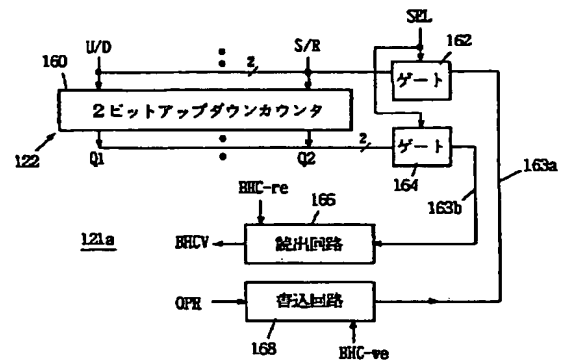 SEL
U/D
S/R
162
160
2
ゲート
2ビットアップダウンカウンタ
122
Q1
Q2
2
ゲート
164
163a
163b
BHC-re
166
121a
BHCV
読出回路
OPR
書込回路
168
BHC-we